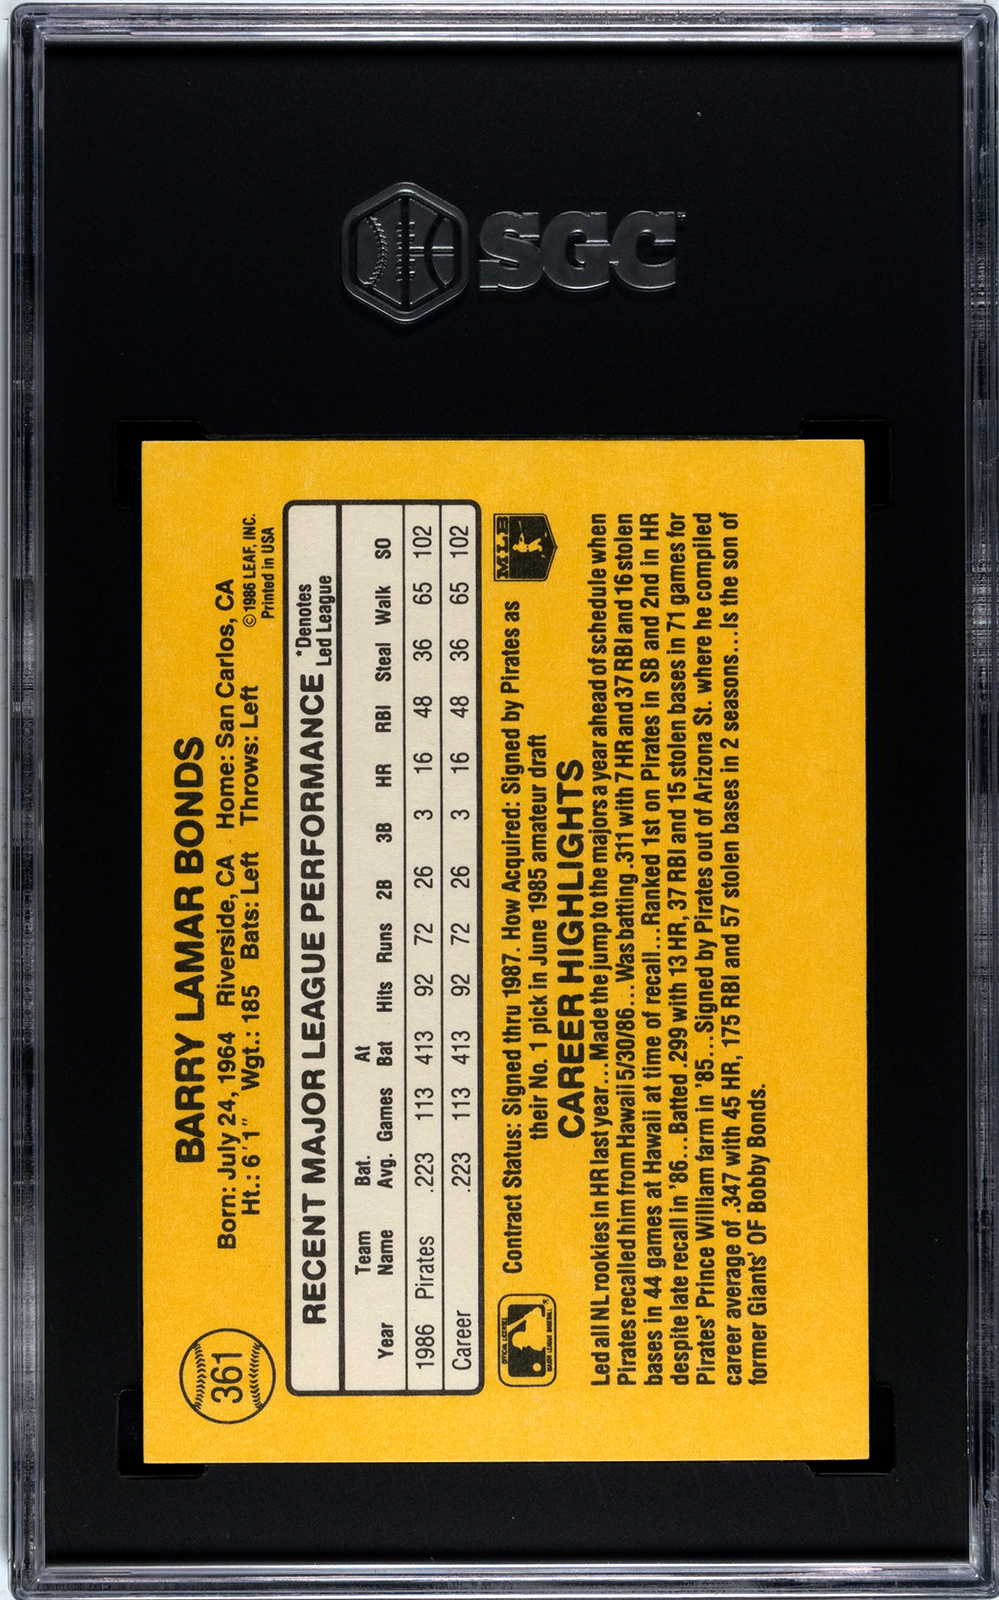 SGC
361
BARRY LAMAR BONDS
Born: July 24, 1964 Riverside, CA Home: San Carlos, CA
Ht.: 6'1" Wgt.: 185 Bats: Left Throws: Left
© 1986 LEAF, INC.
Printed in USA
RECENT MAJOR LEAGUE PERFORMANCE
*Denotes
Led League
Year Team Name Bat. Avg. Games At Bat Hits Runs 2B 3B HR RBI Steal Walk SO
1986 Pirates .223 113 413 92 72 26 3 16 48 36 65 102
Career .223 113 413 92 72 26 3 16 48 36 65 102
Contract Status: Signed thru 1987. How Acquired: Signed by Pirates as
their No. 1 pick in June 1985 amateur draft
MLB
CAREER HIGHLIGHTS
Led all NL rookies in HR last year...Made the jump to the majors a year ahead of schedule when
Pirates recalled him from Hawaii 5/30/86...Was batting .311 with 7 HR and 37 RBI and 16 stolen
bases in 44 games at Hawaii at time of recall...Ranked 1st on Pirates in SB and 2nd in HR
despite late recall in '86...Batted .299 with 13 HR, 37 RBI and 15 stolen bases in 71 games for
Pirates' Prince William farm in '85...Signed by Pirates out of Arizona St. where he compiled
career average of .347 with 45 HR, 175 RBI and 57 stolen bases in 2 seasons...Is the son of
former Giants' OF Bobby Bonds.